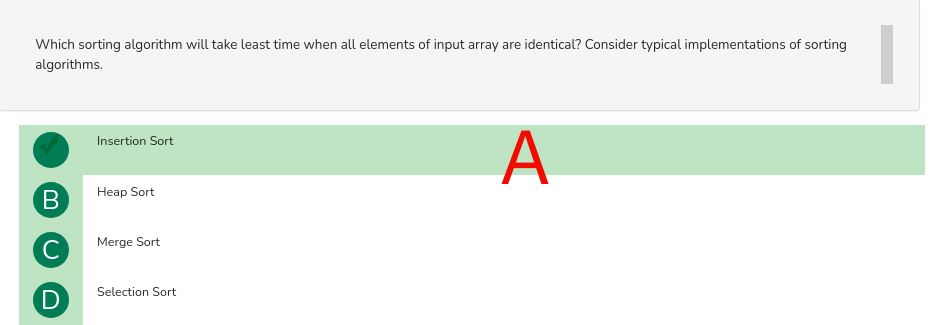 Which sorting algorithm will take least time when all elements of input array are identical? Consider typical implementations of sorting
algorithms.
Insertion Sort
A
B Heap Sort
C Merge Sort
D Selection Sort